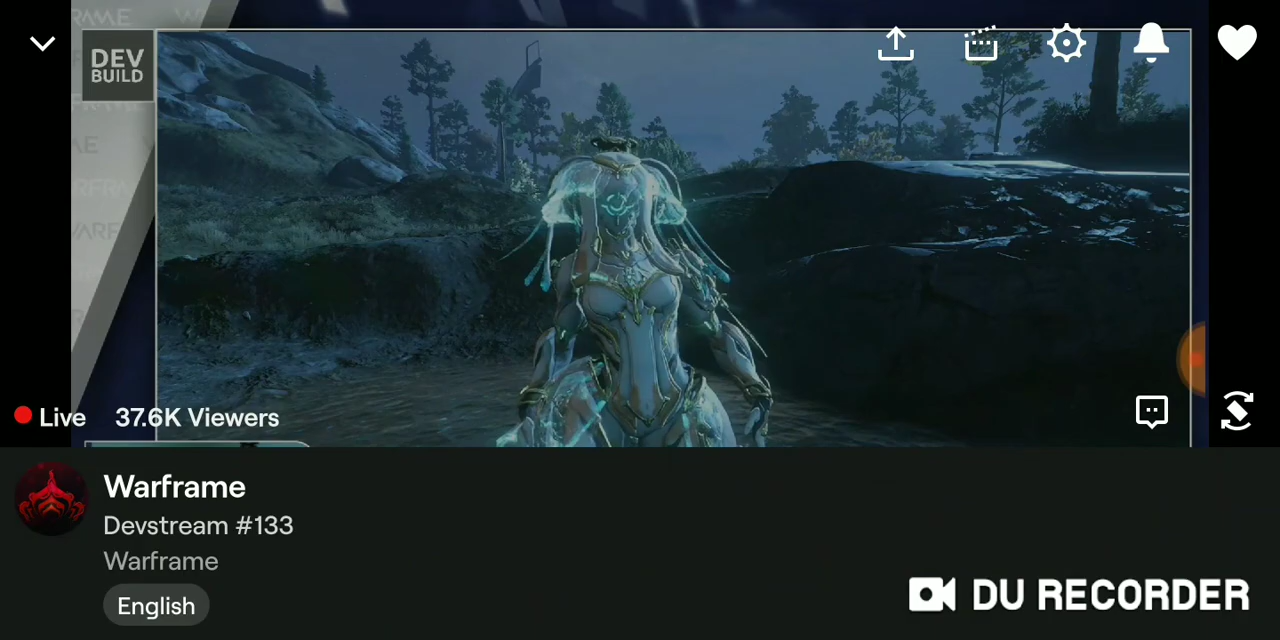 DEV
BUILD
Live 37.6K Viewers
Warframe
Devstream #133
Warframe
English
DU RECORDER